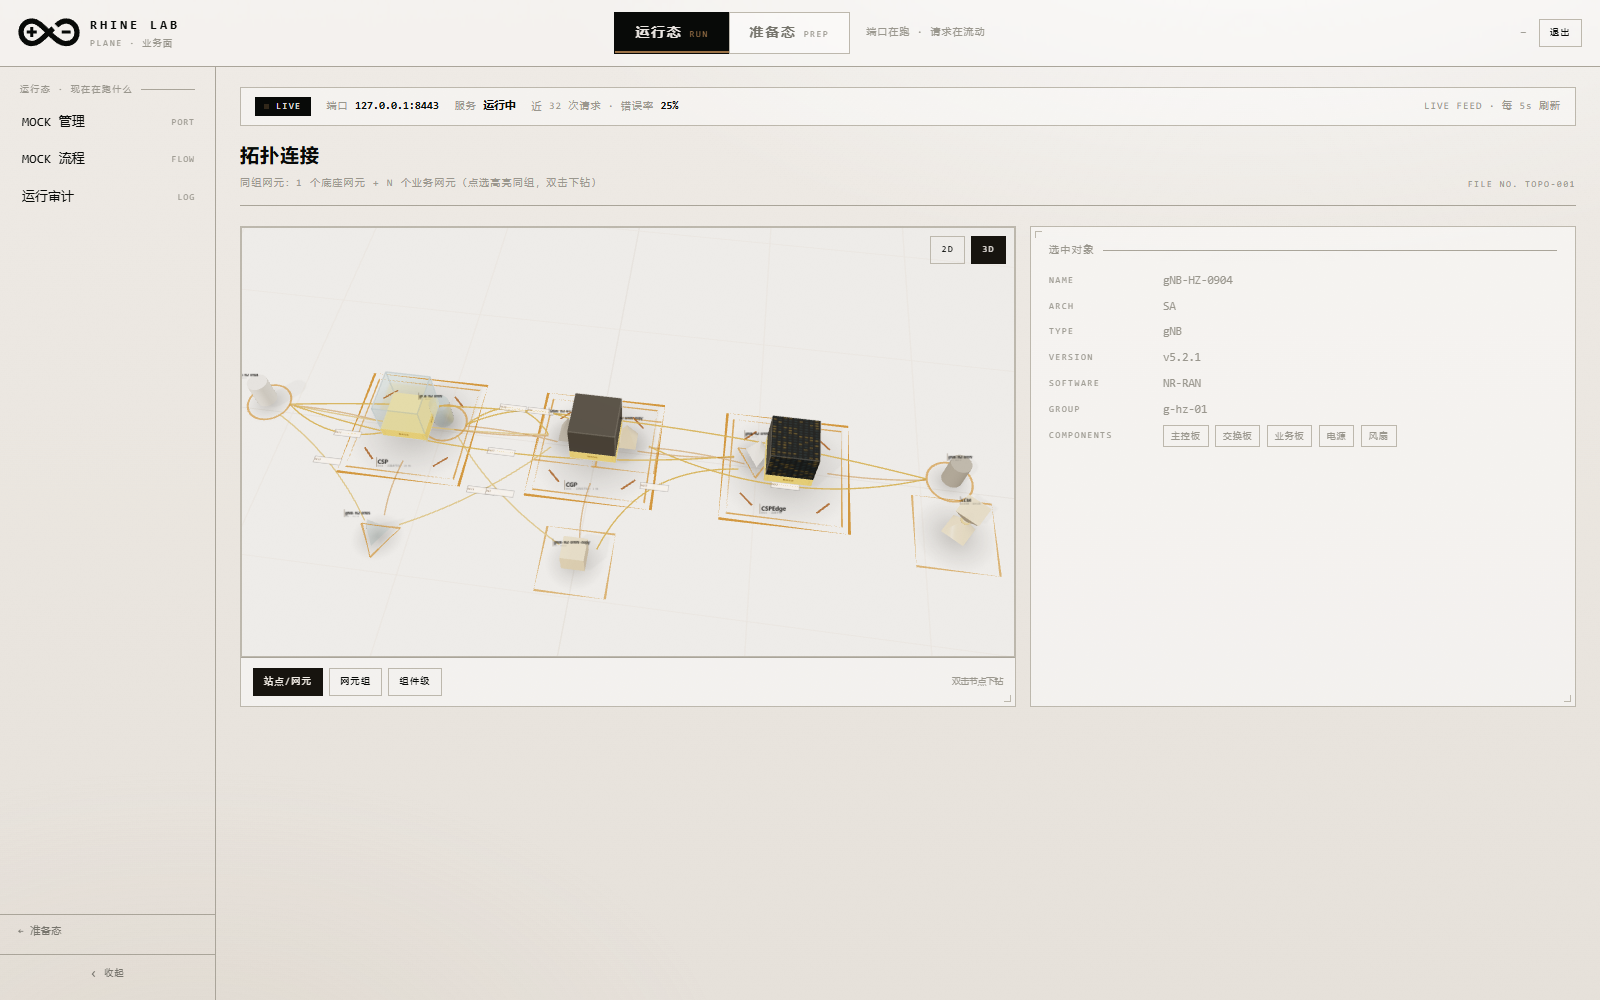 RHINE LAB
PLANE · 业务面
运行态 RUN
准备态 PREP
端口在跑 · 请求在流动
—
退出
运行态 · 现在在跑什么
MOCK 管理 PORT
MOCK 流程 FLOW
运行审计 LOG
← 准备态
‹ 收起
LIVE 端口 127.0.0.1:8443 服务 运行中 近 32 次请求 · 错误率 25%
LIVE FEED · 每 5s 刷新
拓扑连接
同组网元: 1 个底座网元 + N 个业务网元 (点选高亮同组, 双击下钻)
FILE NO. TOPO-001
2D 3D
CSP
CGP
CSPEdge
站点/网元 网元组 组件级
双击节点下钻
选中对象
NAME gNB-HZ-0904
ARCH SA
TYPE gNB
VERSION v5.2.1
SOFTWARE NR-RAN
GROUP g-hz-01
COMPONENTS 主控板 交换板 业务板 电源 风扇